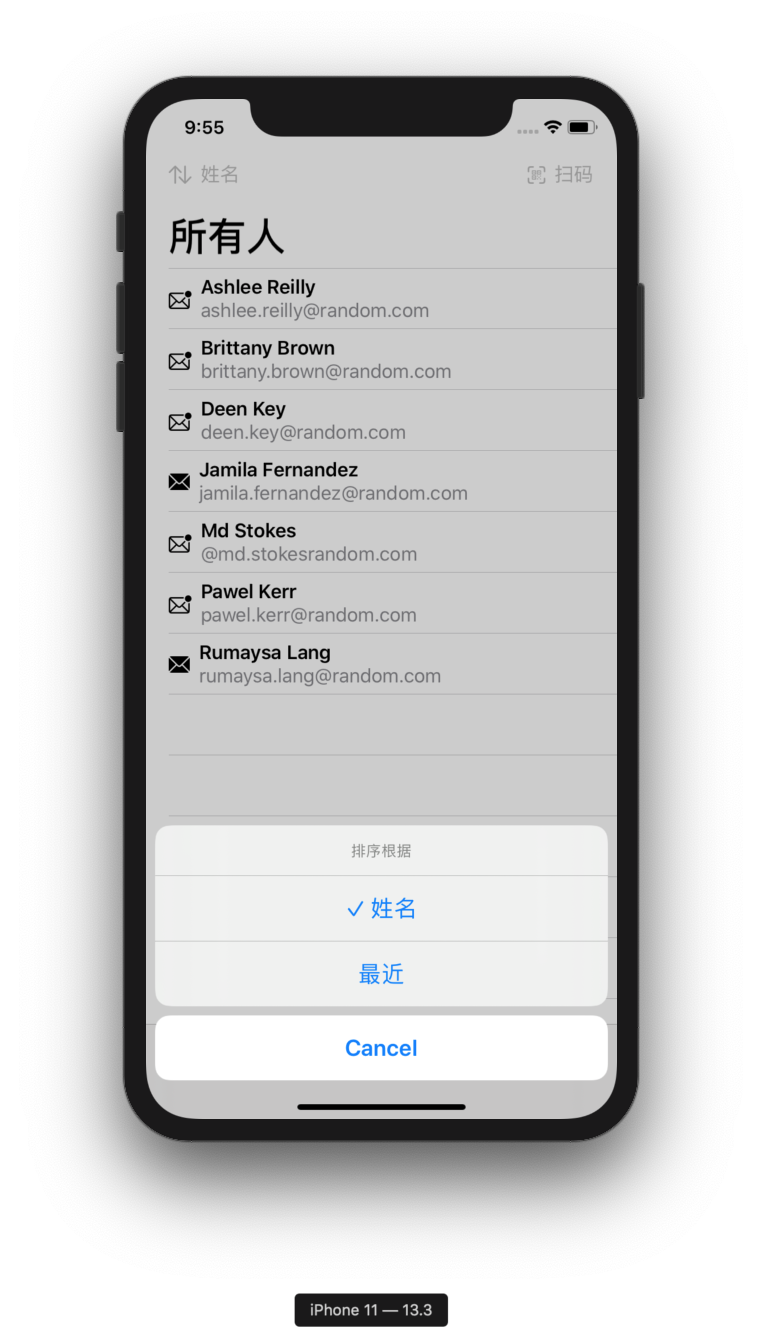 9:55
姓名
扫码
所有人
Ashlee Reilly
ashlee.reilly@random.com
Brittany Brown
brittany.brown@random.com
Deen Key
deen.key@random.com
Jamila Fernandez
jamila.fernandez@random.com
Md Stokes
@md.stokesrandom.com
Pawel Kerr
pawel.kerr@random.com
Rumaysa Lang
rumaysa.lang@random.com
排序根据
✓ 姓名
最近
Cancel
iPhone 11 — 13.3